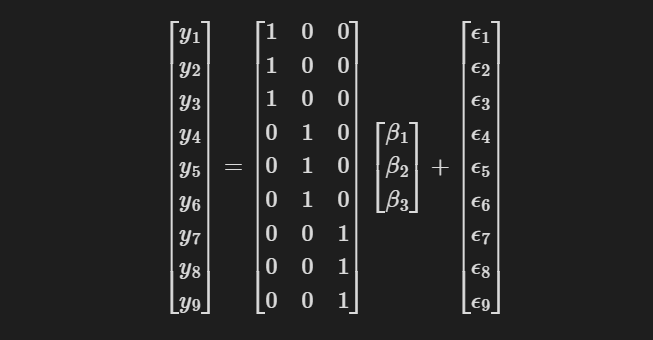 y₁ 1 0 0 ϵ₁
y₂ 1 0 0 ϵ₂
y₃ 1 0 0 ϵ₃
y₄ 0 1 0 β₁ ϵ₄
y₅ = 0 1 0 β₂ + ϵ₅
y₆ 0 1 0 β₃ ϵ₆
y₇ 0 0 1 ϵ₇
y₈ 0 0 1 ϵ₈
y₉ 0 0 1 ϵ₉